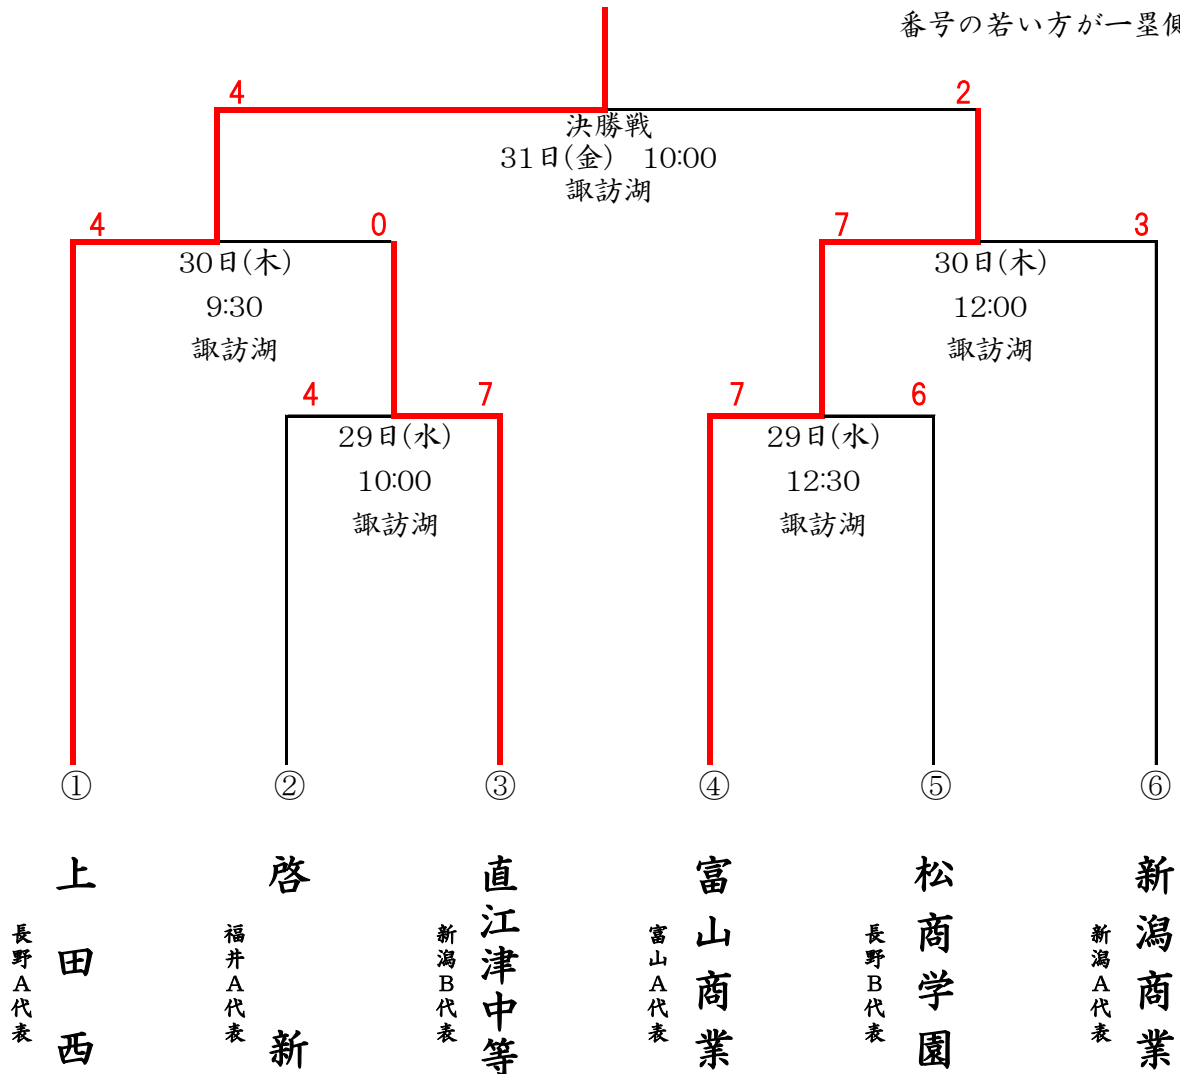 番号の若い方が一塁側
4
2
決勝戦
31日(金) 10:00
諏訪湖
4
0
7
3
30日(木)
9:30
諏訪湖
30日(木)
12:00
諏訪湖
4
7
7
6
29日(水)
10:00
諏訪湖
29日(水)
12:30
諏訪湖
①
②
③
④
⑤
⑥
上田西
長野A代表
啓新
福井A代表
直江津中等
新潟B代表
富山商業
富山A代表
松商学園
長野B代表
新潟商業
新潟A代表